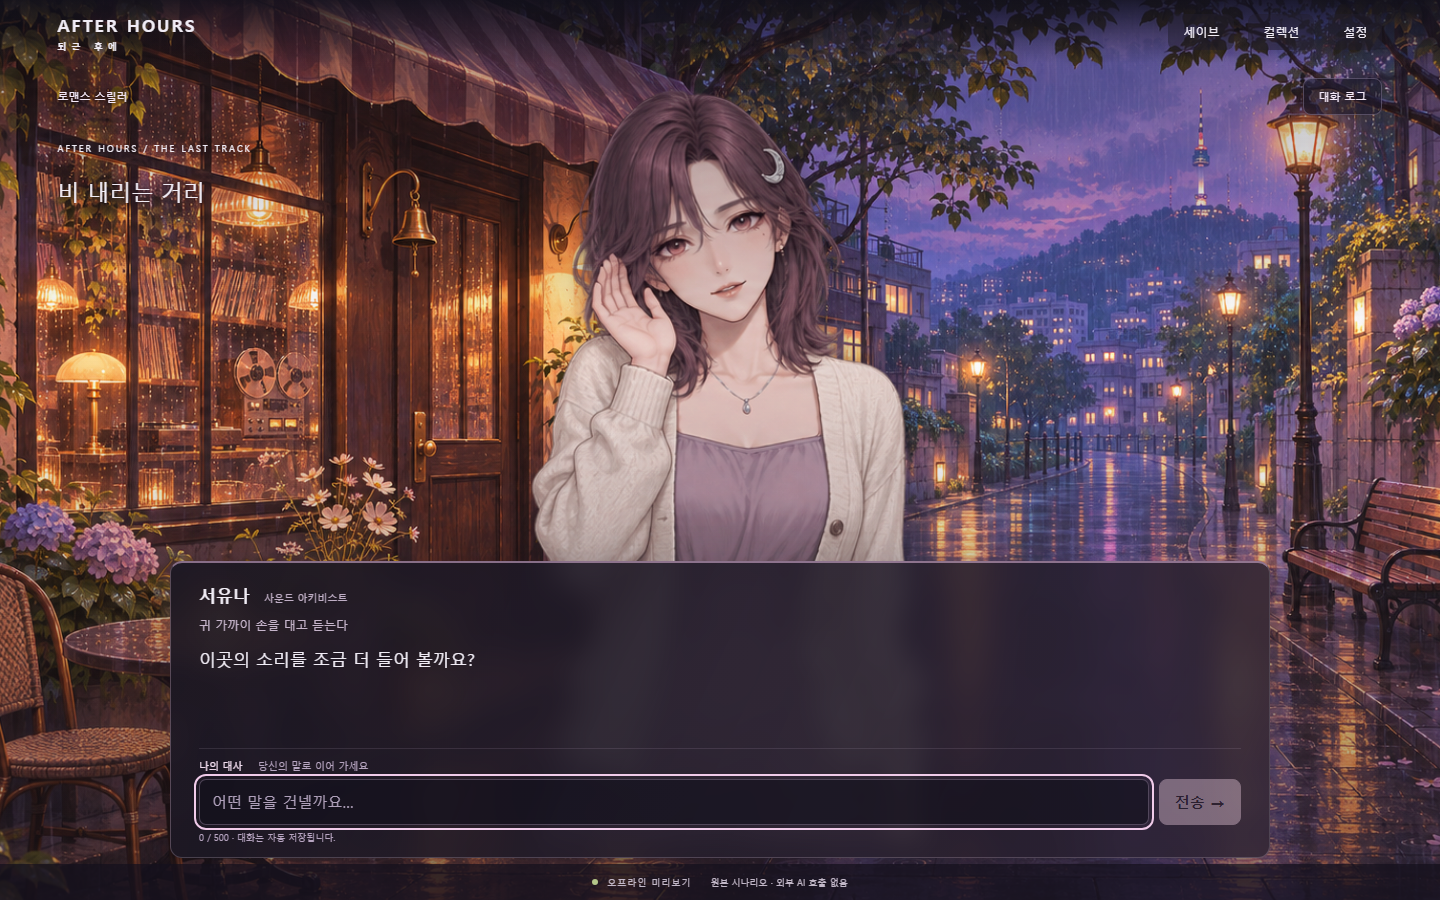 AFTER HOURS
퇴근 후에
세이브 컬렉션 설정
로맨스 스릴러
대화 로그
AFTER HOURS / THE LAST TRACK
비 내리는 거리
서유나 사운드 아키비스트
귀 가까이 손을 대고 듣는다
이곳의 소리를 조금 더 들어 볼까요?
나의 대사 당신의 말로 이어 가세요
어떤 말을 건넬까요...
전송 →
0 / 500 · 대화는 자동 저장됩니다.
오프라인 미리보기 원본 시나리오 · 외부 AI 호출 없음